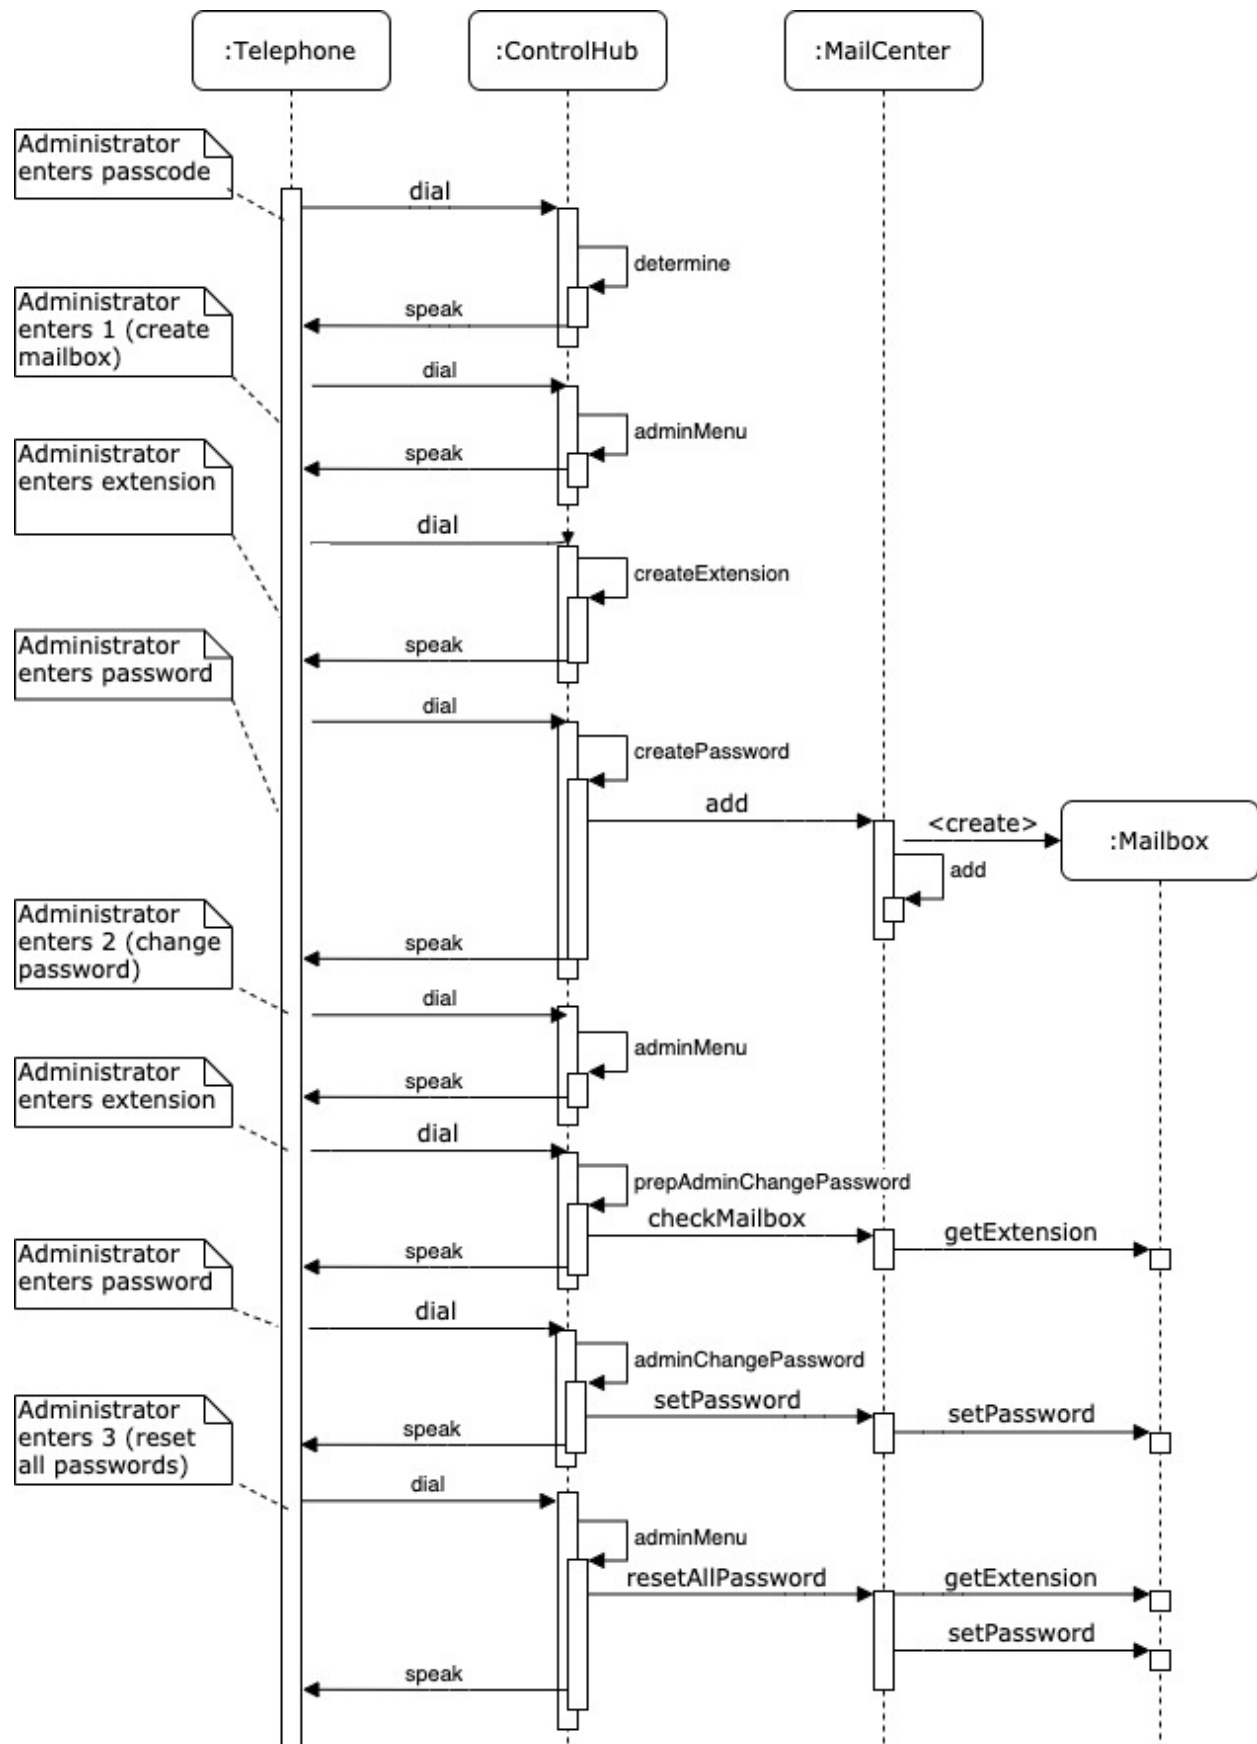 :Telephone
:ControlHub
:MailCenter
Administrator
enters passcode
dial
determine
Administrator
enters 1 (create
mailbox)
speak
dial
adminMenu
Administrator
enters extension
speak
dial
createExtension
Administrator
enters password
speak
dial
createPassword
add
<create>
:Mailbox
add
Administrator
enters 2 (change
password)
speak
dial
adminMenu
Administrator
enters extension
speak
dial
prepAdminChangePassword
checkMailbox
getExtension
Administrator
enters password
speak
dial
adminChangePassword
setPassword
setPassword
Administrator
enters 3 (reset
all passwords)
speak
dial
adminMenu
resetAllPassword
getExtension
setPassword
speak